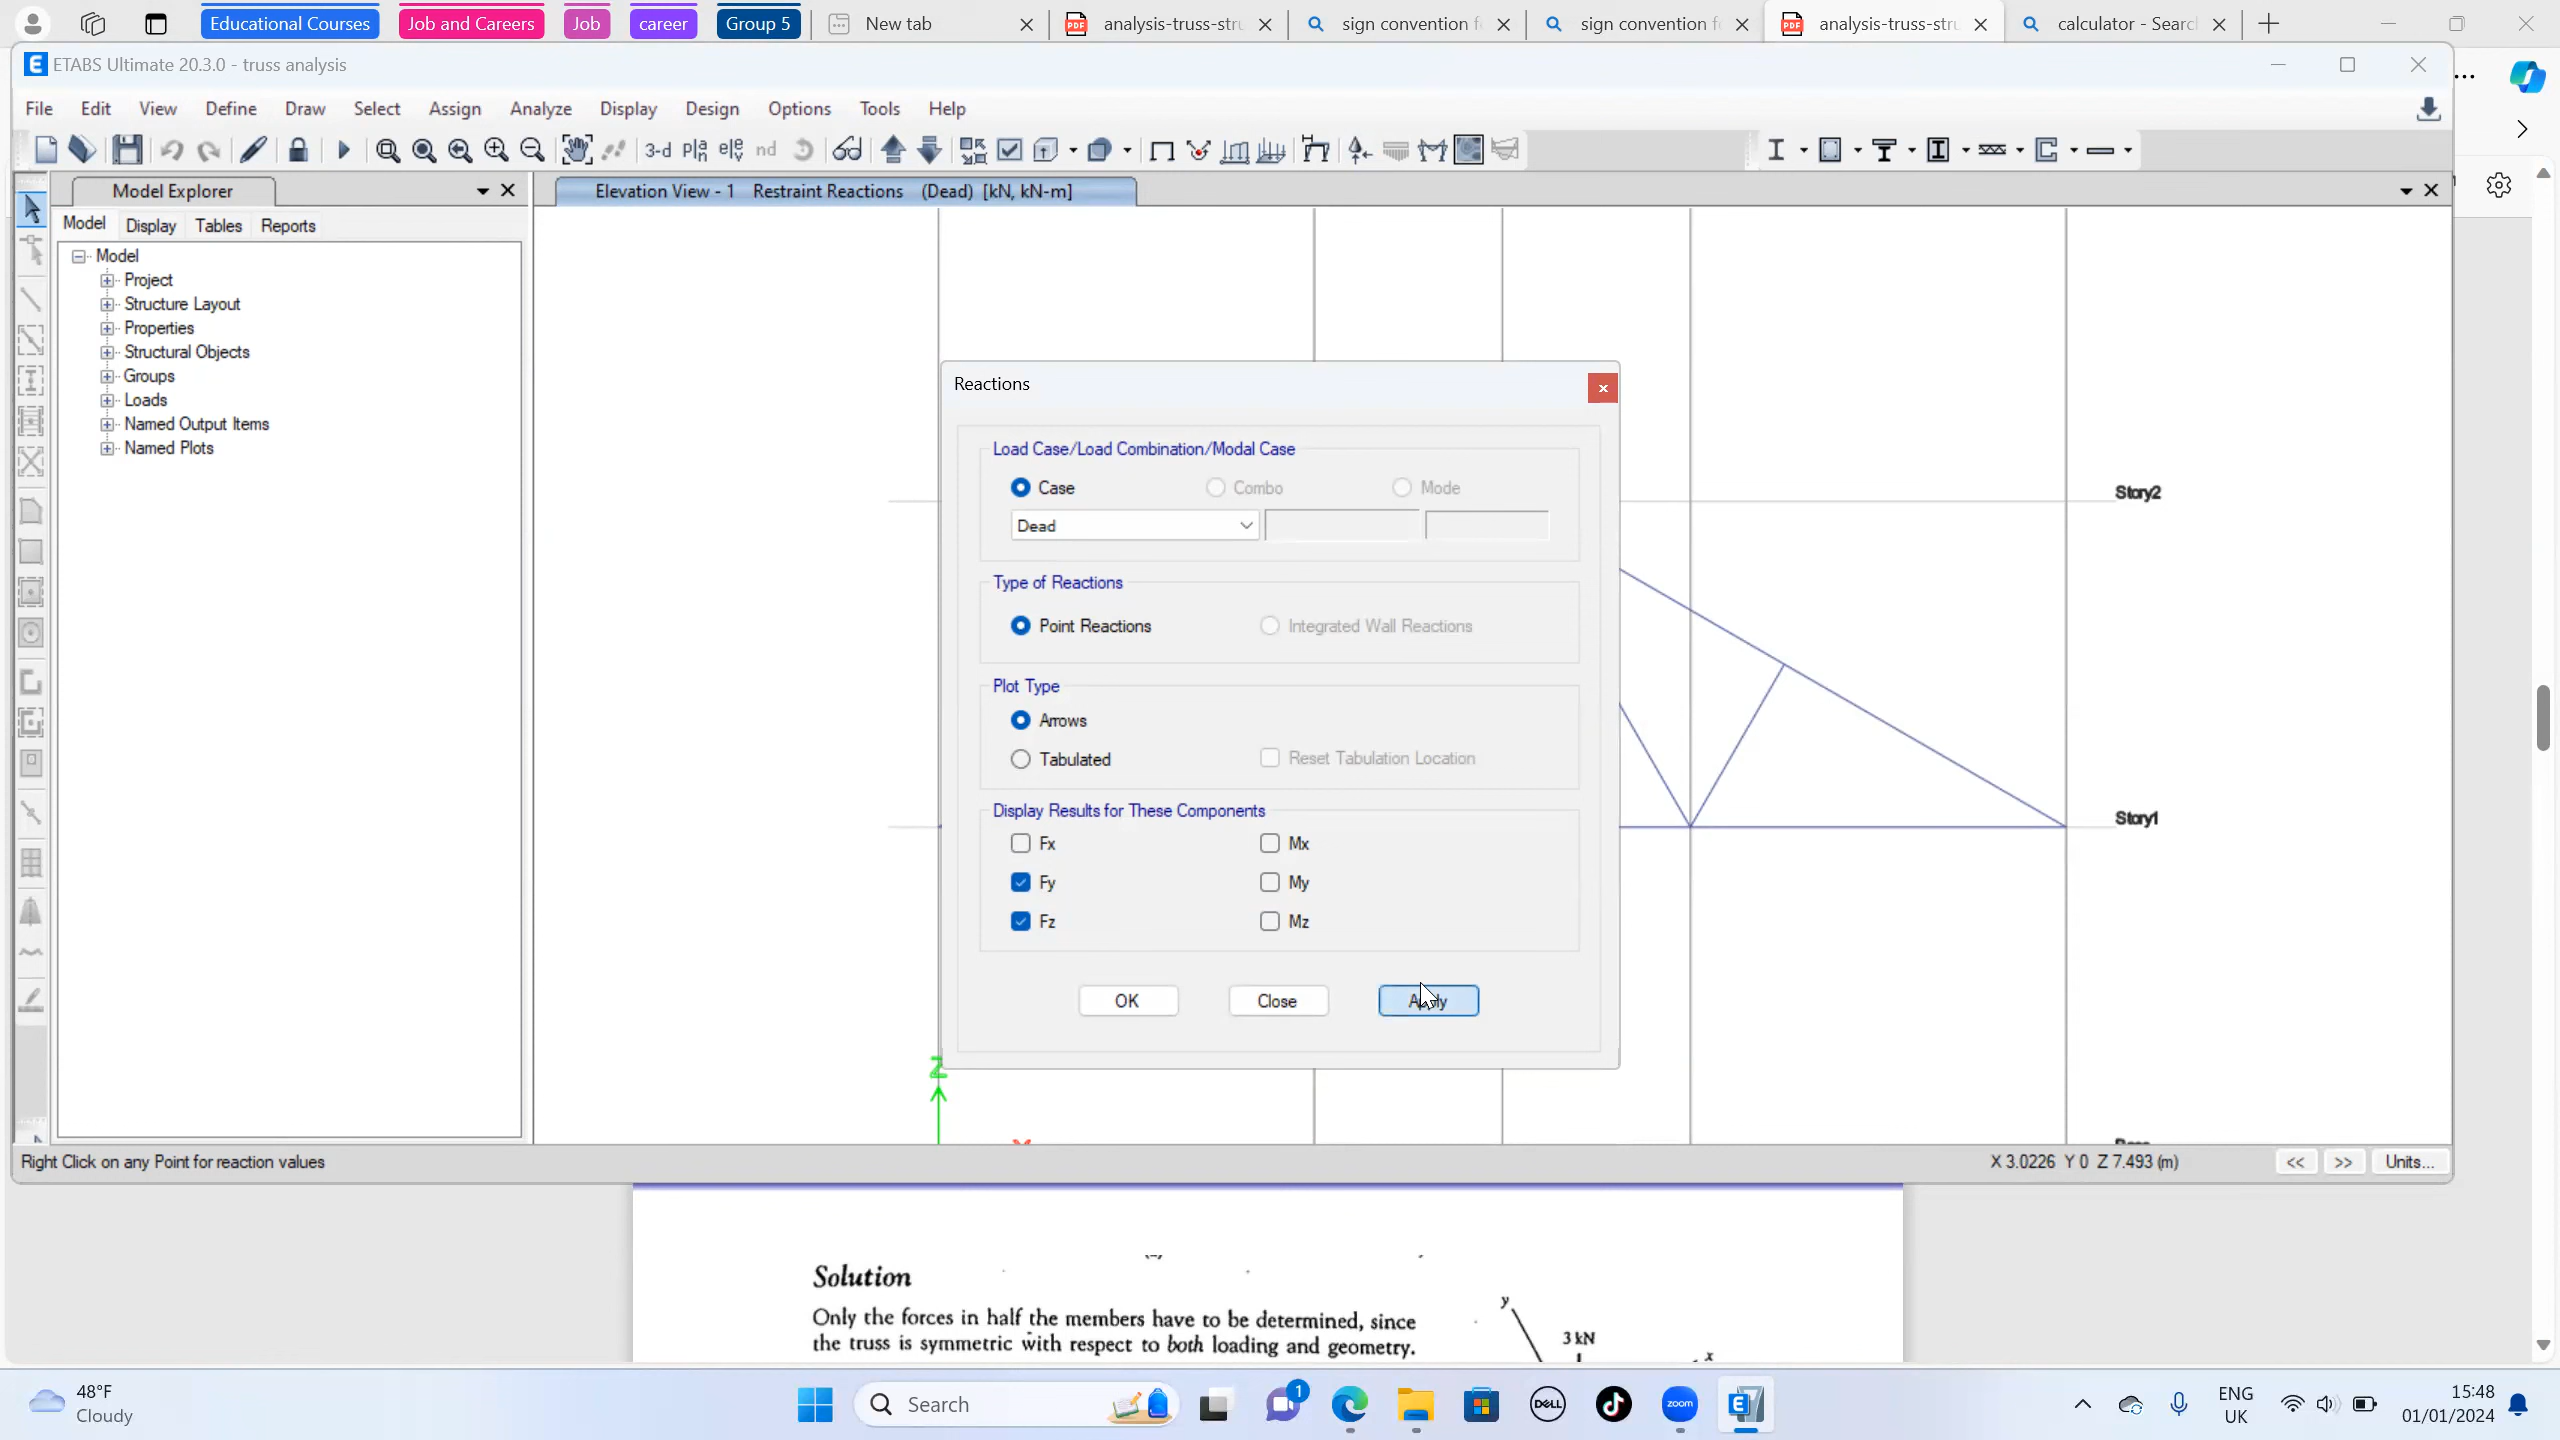 Educational Courses
Job and Careers
Job
career
Group 5
New tab
analysis-truss-stru
sign convention f
sign convention f
analysis-truss-stru
calculator - Searc
ETABS Ultimate 20.3.0 - truss analysis
File Edit View Define Draw Select Assign Analyze Display Design Options Tools Help
3-d
nd
Model Explorer
Elevation View - 1 Restraint Reactions (Dead) [kN, kN-m]
Model Display Tables Reports
Model
Project
Structure Layout
Properties
Structural Objects
Groups
Loads
Named Output Items
Named Plots
Reactions
Load Case/Load Combination/Modal Case
Case Combo Mode
Dead
Type of Reactions
Point Reactions Integrated Wall Reactions
Plot Type
Arrows
Tabulated Reset Tabulation Location
Display Results for These Components
Fx Mx
Fy My
Fz Mz
OK Close Apply
Story2
Story1
Z
Right Click on any Point for reaction values
X 3.0226 Y 0 Z 7.493 (m)
<< >> Units...
Solution
Only the forces in half the members have to be determined, since
the truss is symmetric with respect to both loading and geometry.
y
3 kN
x
48°F
Cloudy
Search
1
DELL
zoom
ENG
UK
15:48
01/01/2024